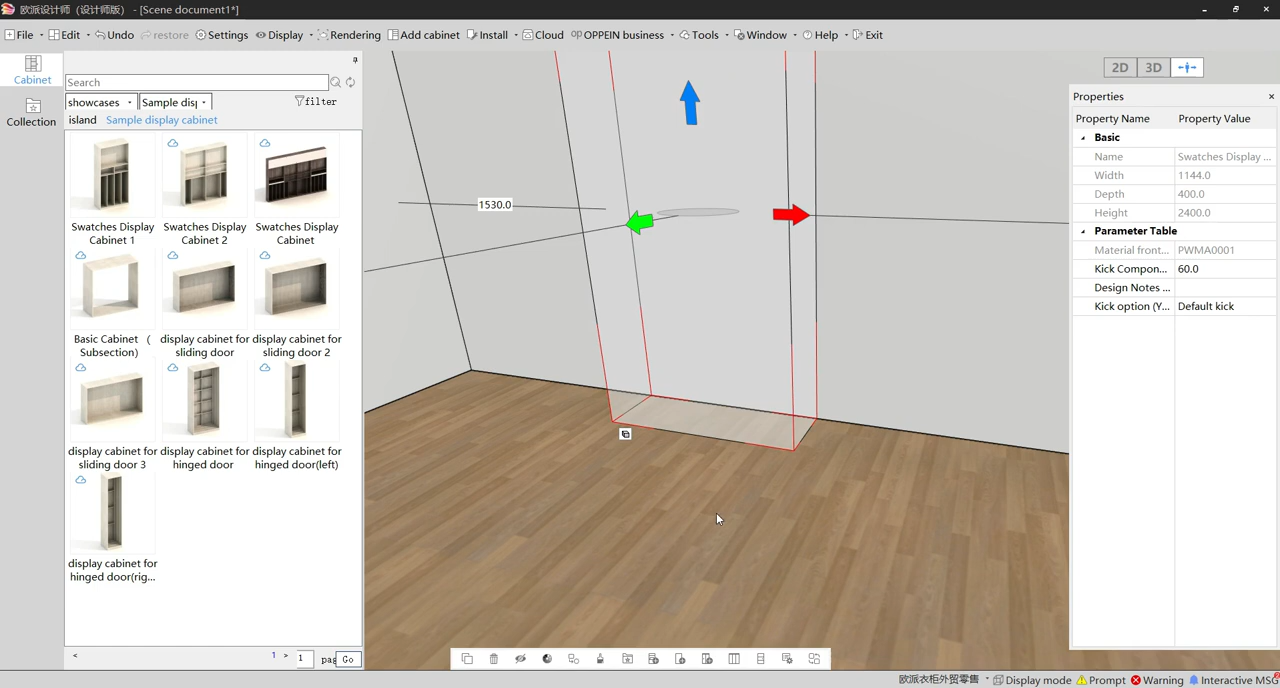 欧派设计师 (设计师版) - [Scene document1*]
File Edit Undo restore Settings Display Rendering Add cabinet Install Cloud OPPEIN business Tools Window Help Exit
Cabinet
Collection
Search
showcases Sample disp filter
island Sample display cabinet
Swatches Display Cabinet 1
Swatches Display Cabinet 2
Swatches Display Cabinet
Basic Cabinet ( Subsection)
display cabinet for sliding door
display cabinet for sliding door 2
display cabinet for sliding door 3
display cabinet for hinged door
display cabinet for hinged door(left)
display cabinet for hinged door(rig...
< 1 > 1 pag Go
1530.0
2D 3D
Properties
Property Name Property Value
Basic
Name Swatches Display ...
Width 1144.0
Depth 400.0
Height 2400.0
Parameter Table
Material front... PWMA0001
Kick Compon... 60.0
Design Notes ...
Kick option (Y... Default kick
欧派衣柜外贸零售 Display mode Prompt Warning Interactive MSG